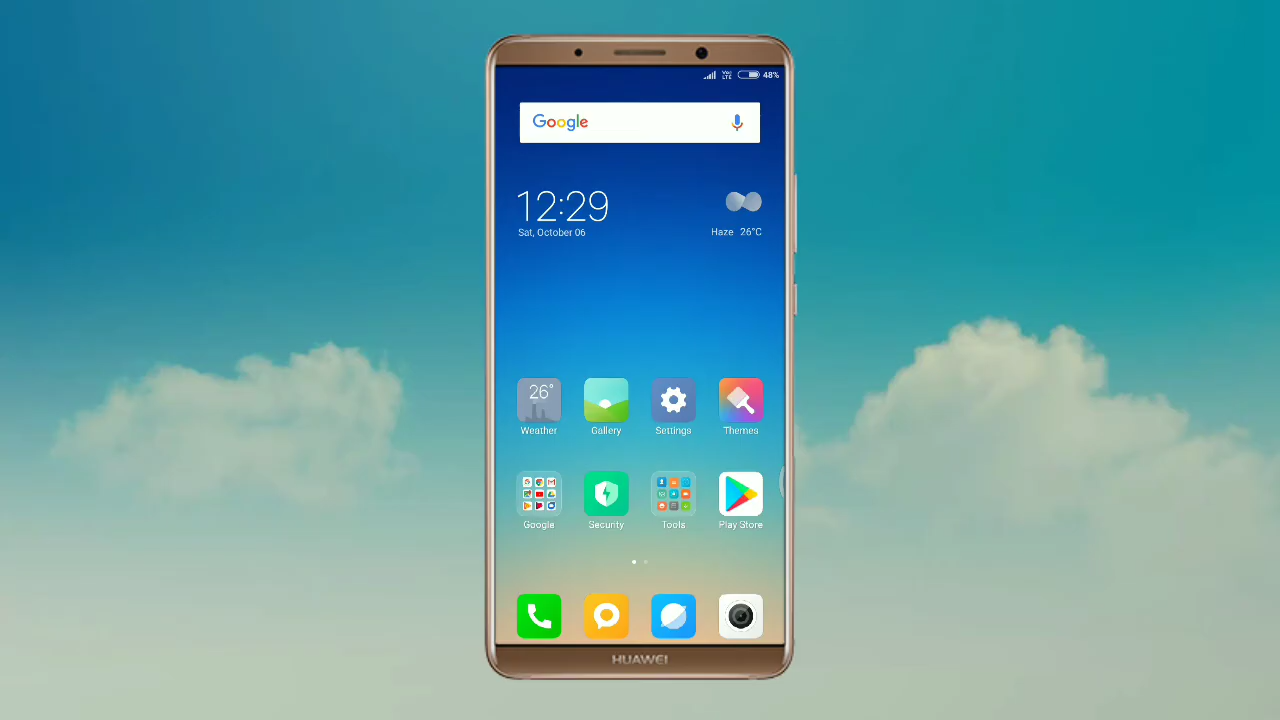 VoLTE 48%
Google
12:29
Sat, October 06
Haze 26°C
26°
Weather Gallery Settings Themes
Google Security Tools Play Store
HUAWEI